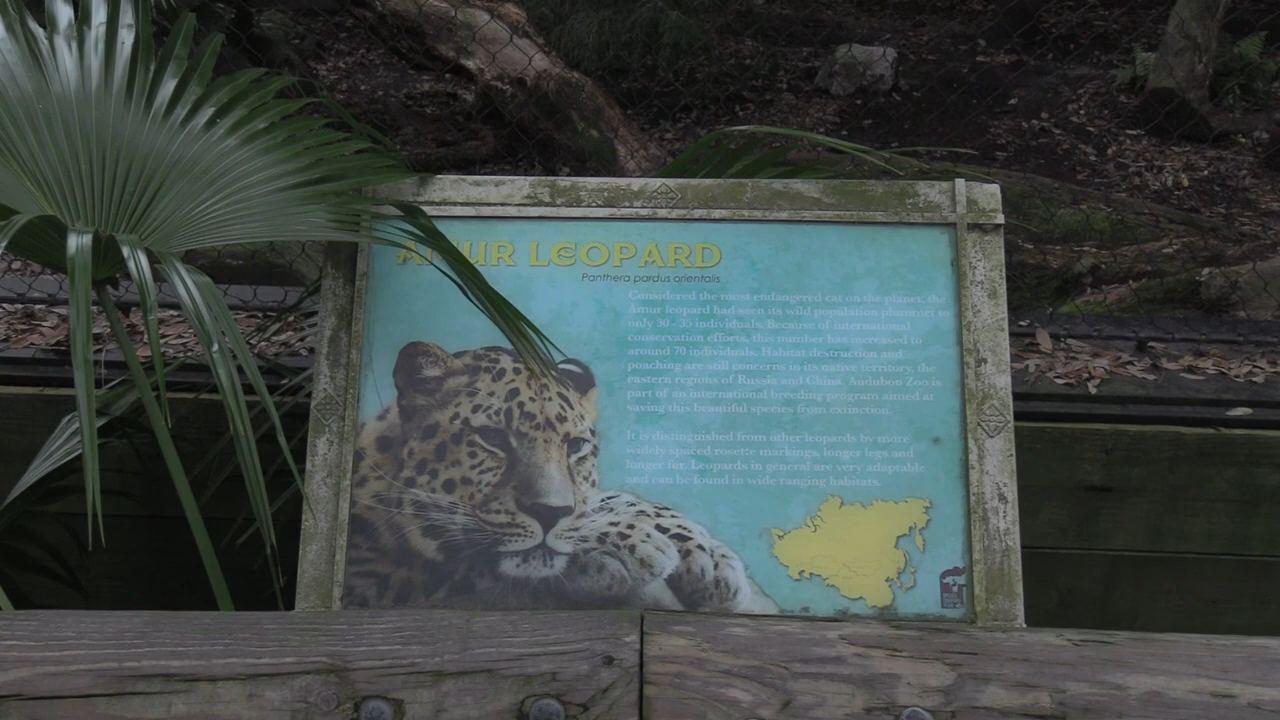 AMUR LEOPARD
Panthera pardus orientalis
Considered the most endangered cat on the planet, the
Amur leopard had seen its wild population plummet to
only 30 - 35 individuals. Because of international
conservation efforts, this number has increased to
around 70 individuals. Habitat destruction and
poaching are still concerns in its native territory, the
eastern regions of Russia and China. Audubon Zoo is
part of an international breeding program aimed at
saving this beautiful species from extinction.
It is distinguished from other leopards by more
widely spaced rosette markings, longer legs and
longer fur. Leopards in general are very adaptable
and can be found in wide ranging habitats.